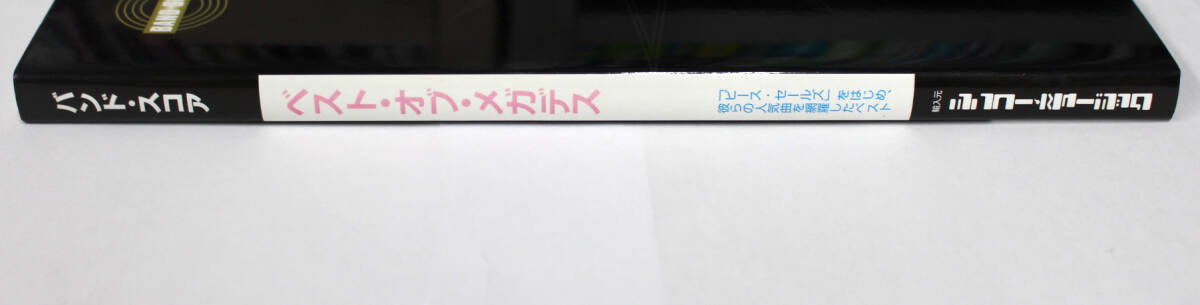 バンド・スコア
ベスト・オブ・メガデス
「ピース・セールス」をはじめ、
彼らの人気曲を網羅したベスト
輸入元
シンコーミュージック